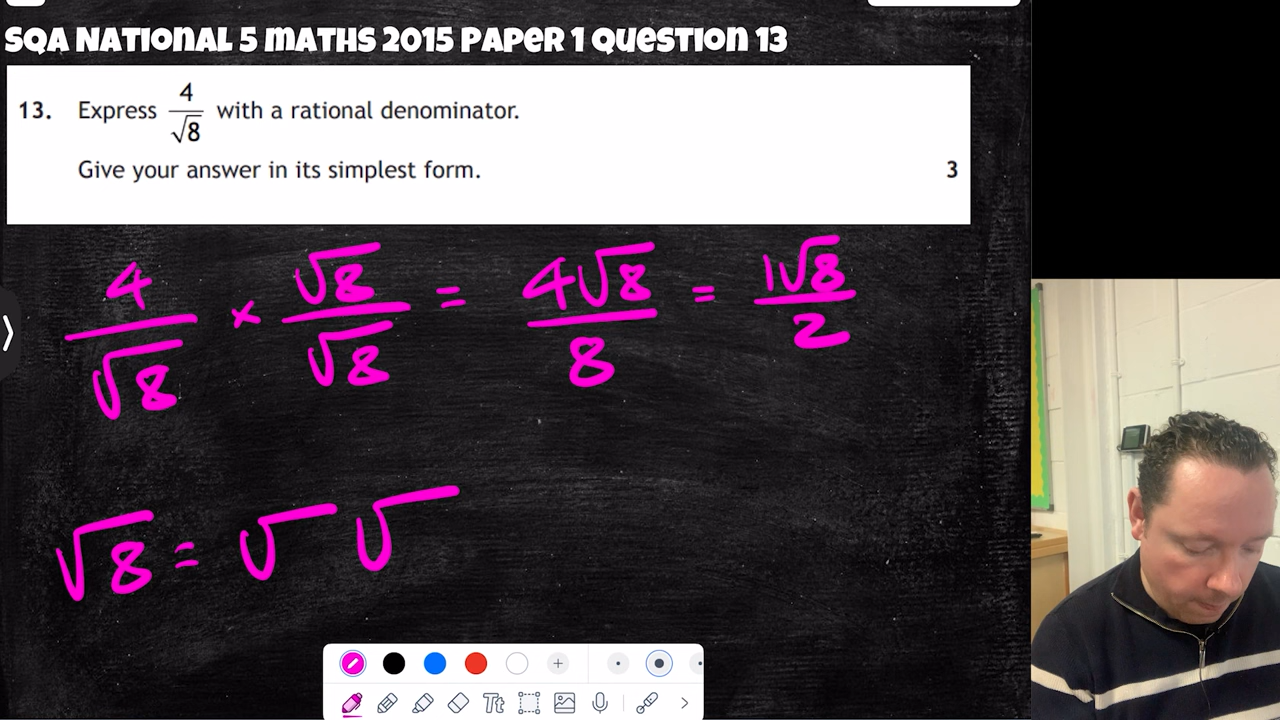 SQA National 5 maths 2015 Paper 1 Question 13
13. Express 4/√8 with a rational denominator.
Give your answer in its simplest form. 3
4/√8 × √8/√8 = 4√8/8 = 1√8/2
√8 = √ √
Tt